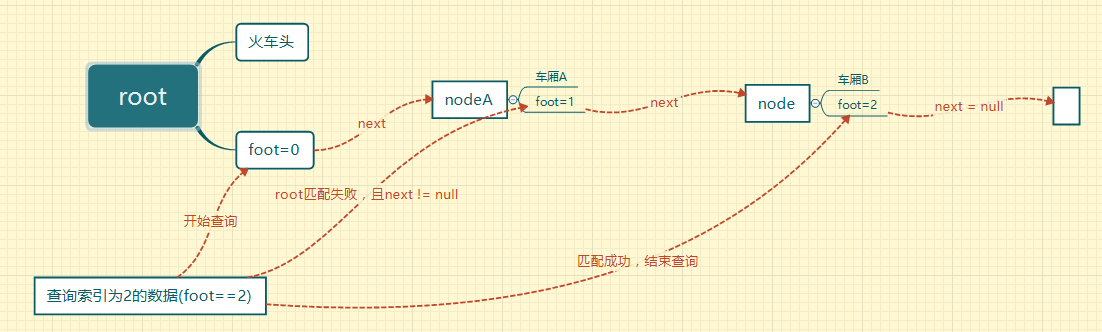 火车头
root
foot=0
next
nodeA
车厢A
foot=1
next
node
车厢B
foot=2
next = null
root匹配失败，且next != null
开始查询
匹配成功，结束查询
查询索引为2的数据(foot==2)